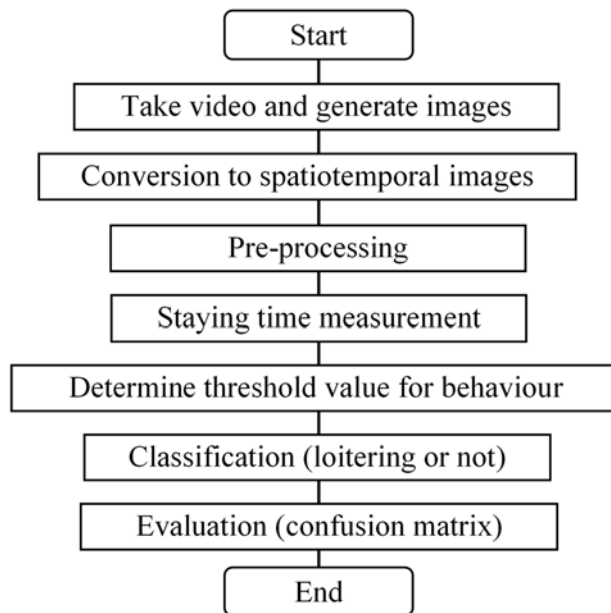 Start
Take video and generate images
Conversion to spatiotemporal images
Pre-processing
Staying time measurement
Determine threshold value for behaviour
Classification (loitering or not)
Evaluation (confusion matrix)
End